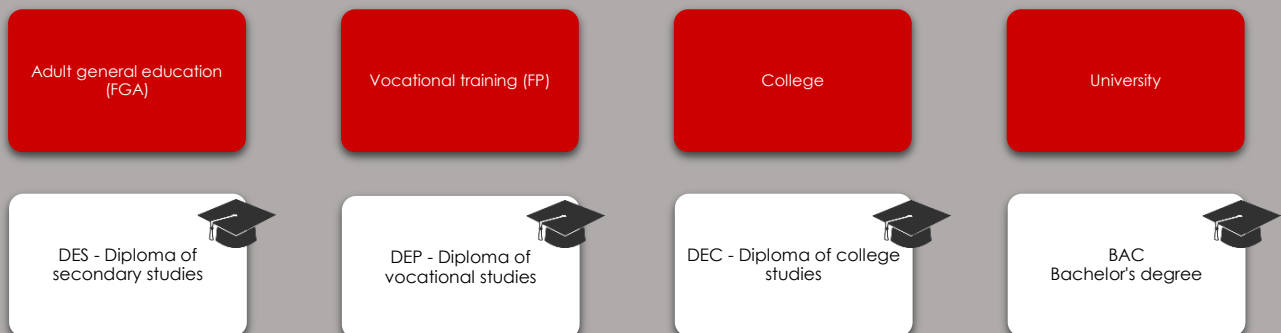 Adult general education
(FGA)
Vocational training (FP)
College
University
DES - Diploma of
secondary studies
DEP - Diploma of
vocational studies
DEC - Diploma of college
studies
BAC
Bachelor's degree